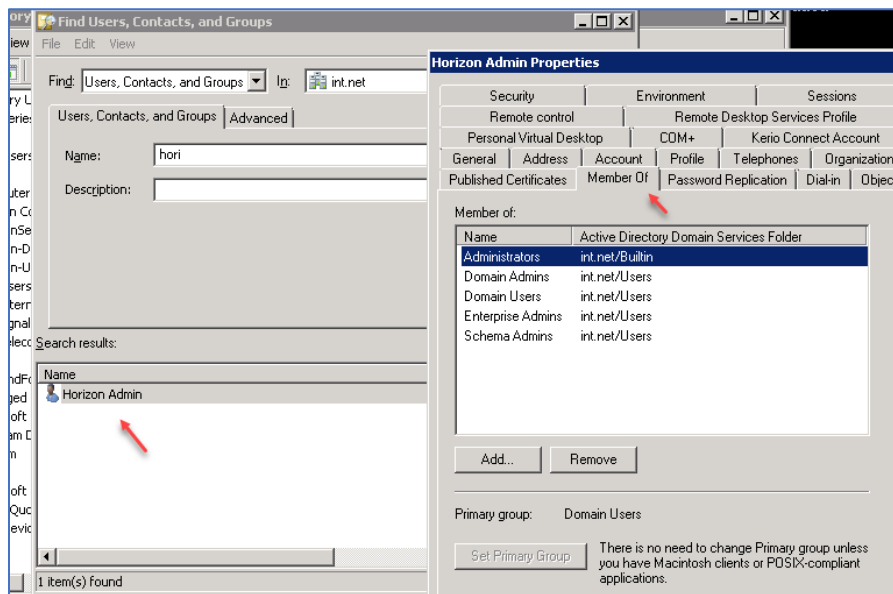 Find Users, Contacts, and Groups
File Edit View
Find: Users, Contacts, and Groups In: int.net
Users, Contacts, and Groups Advanced
Name: hori
Description:
Search results:
Name
Horizon Admin
1 item(s) found
Horizon Admin Properties
Security Environment Sessions
Remote control Remote Desktop Services Profile
Personal Virtual Desktop COM+ Kerio Connect Account
General Address Account Profile Telephones Organization
Published Certificates Member Of Password Replication Dial-in Objec
Member of:
Name Active Directory Domain Services Folder
Administrators int.net/Builtin
Domain Admins int.net/Users
Domain Users int.net/Users
Enterprise Admins int.net/Users
Schema Admins int.net/Users
Add... Remove
Primary group: Domain Users
Set Primary Group
There is no need to change Primary group unless
you have Macintosh clients or POSIX-compliant
applications.